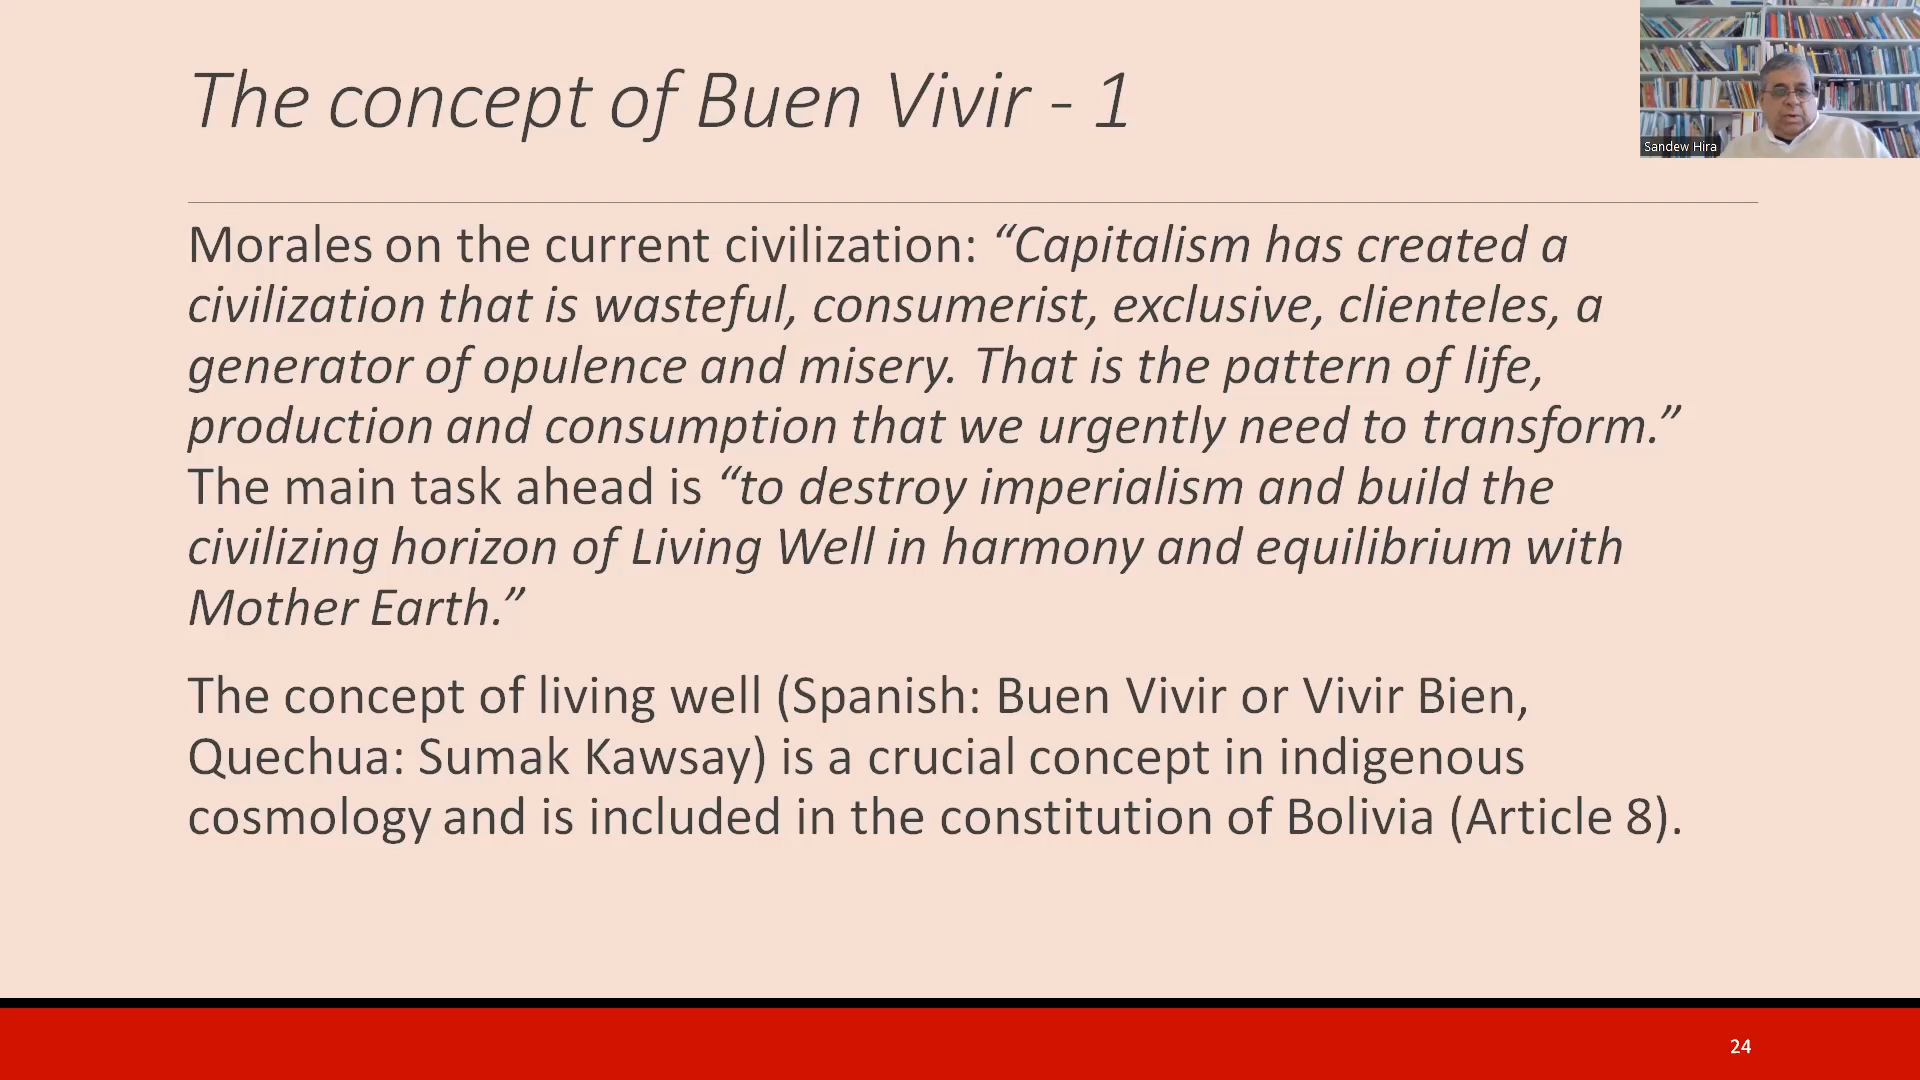 The concept of Buen Vivir - 1
Sandew Hira
Morales on the current civilization: “Capitalism has created a
civilization that is wasteful, consumerist, exclusive, clienteles, a
generator of opulence and misery. That is the pattern of life,
production and consumption that we urgently need to transform.”
The main task ahead is “to destroy imperialism and build the
civilizing horizon of Living Well in harmony and equilibrium with
Mother Earth.”
The concept of living well (Spanish: Buen Vivir or Vivir Bien,
Quechua: Sumak Kawsay) is a crucial concept in indigenous
cosmology and is included in the constitution of Bolivia (Article 8).
24